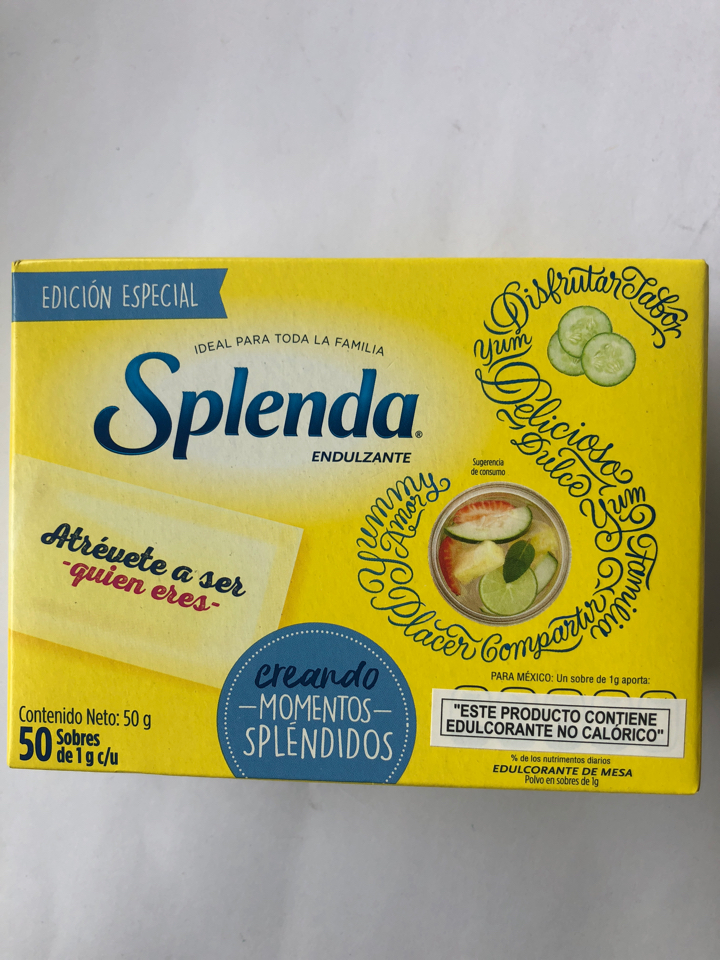 EDICIÓN ESPECIAL
IDEAL PARA TODA LA FAMILIA
Splenda®
ENDULZANTE
Atrévete a ser
-quien eres-
Disfrutar Sabor
Yum
Delicioso
Dulce
Yum
Yummy
Amor
Familia
Placer Compartir
Sugerencia
de consumo
creando
MOMENTOS
SPLÉNDIDOS
Contenido Neto: 50 g
50 Sobres
de 1 g c/u
PARA MÉXICO: Un sobre de 1g aporta:
"ESTE PRODUCTO CONTIENE
EDULCORANTE NO CALÓRICO"
% de los nutrimentos diarios
EDULCORANTE DE MESA
Polvo en sobres de 1g